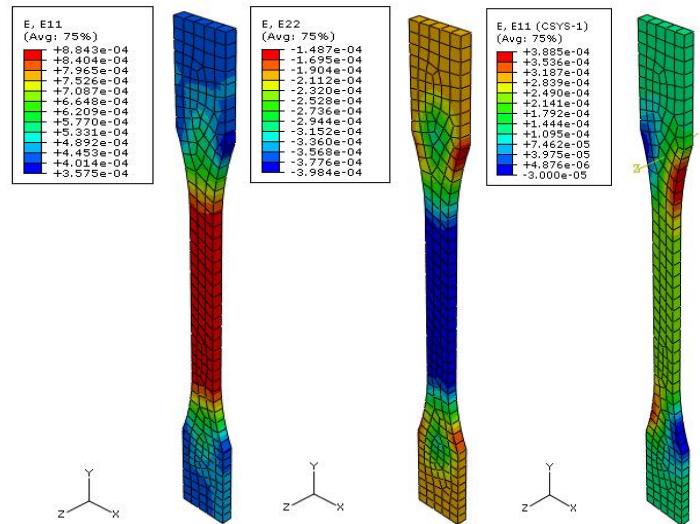 E, E11
(Avg: 75%)
+8.843e-04
+8.404e-04
+7.965e-04
+7.526e-04
+7.087e-04
+6.648e-04
+6.209e-04
+5.770e-04
+5.331e-04
+4.892e-04
+4.453e-04
+4.014e-04
+3.575e-04
E, E22
(Avg: 75%)
-1.487e-04
-1.695e-04
-1.904e-04
-2.112e-04
-2.320e-04
-2.528e-04
-2.736e-04
-2.944e-04
-3.152e-04
-3.360e-04
-3.568e-04
-3.776e-04
-3.984e-04
E, E11 (CSYS-1)
(Avg: 75%)
+3.885e-04
+3.536e-04
+3.187e-04
+2.839e-04
+2.490e-04
+2.141e-04
+1.792e-04
+1.444e-04
+1.095e-04
+7.462e-05
+3.975e-05
+4.876e-06
-3.000e-05
Z
Y
Z
X
Y
Z
X
Y
Z
X